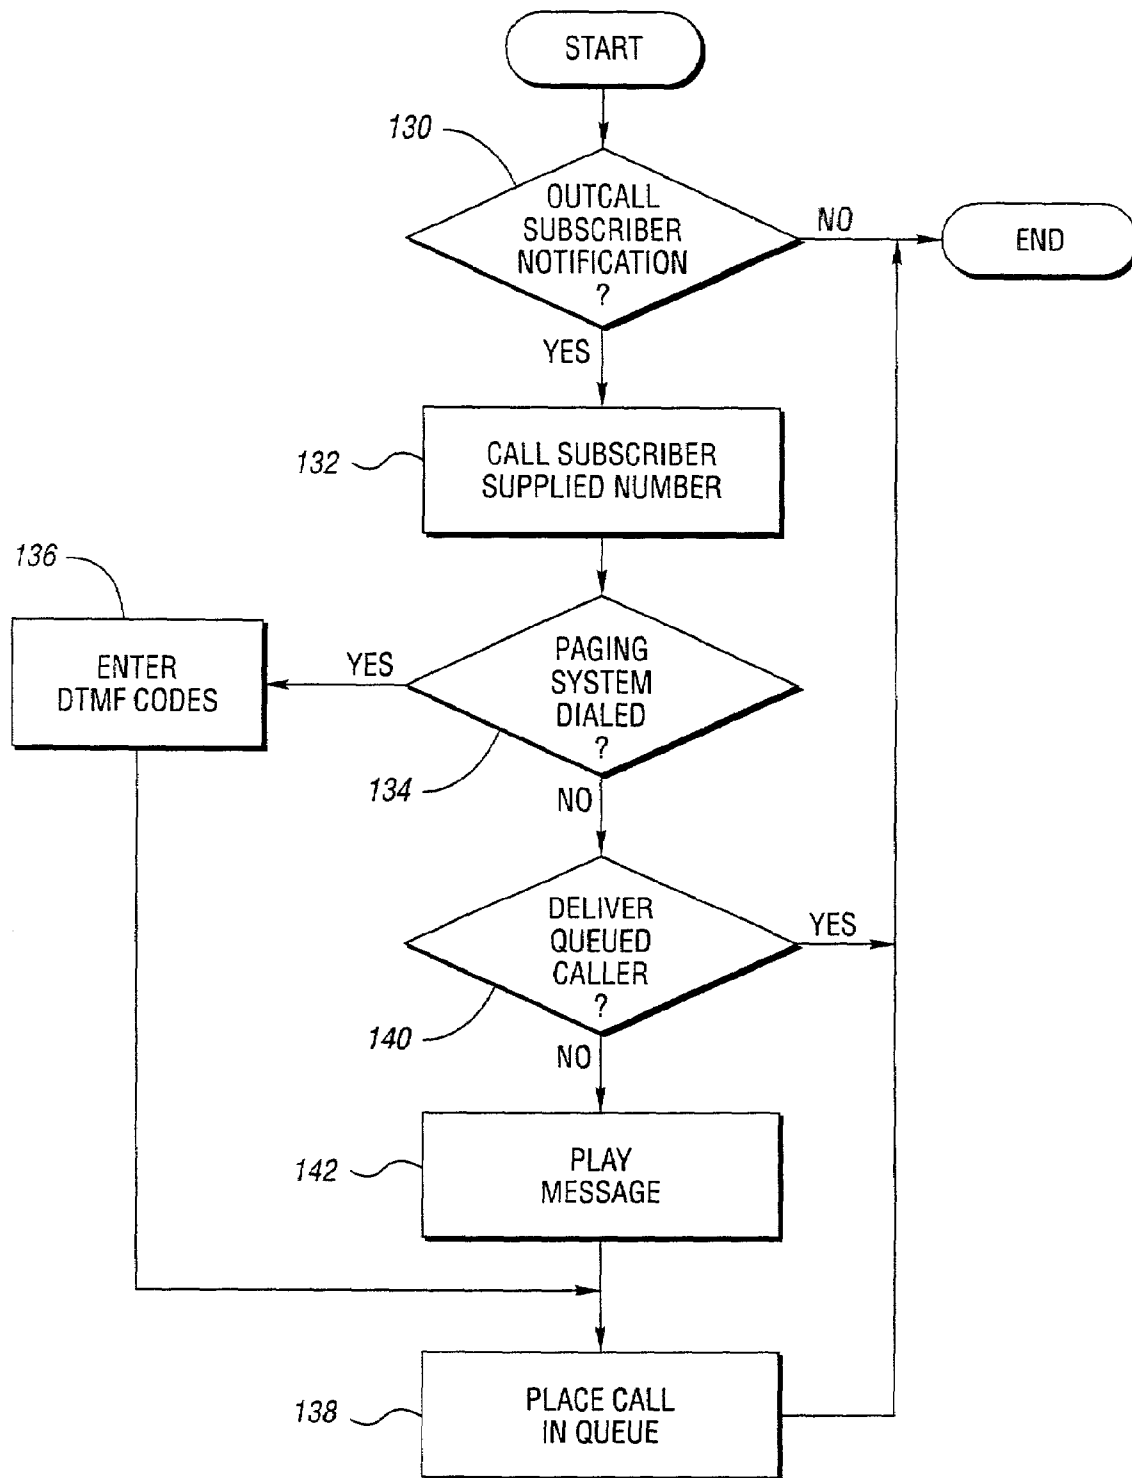 START
130
OUTCALL
SUBSCRIBER
NOTIFICATION
?
NO
END
YES
132
CALL SUBSCRIBER
SUPPLIED NUMBER
136
ENTER
DTMF CODES
YES
PAGING
SYSTEM
DIALED
?
134
NO
DELIVER
QUEUED
CALLER
?
YES
140
NO
142
PLAY
MESSAGE
138
PLACE CALL
IN QUEUE